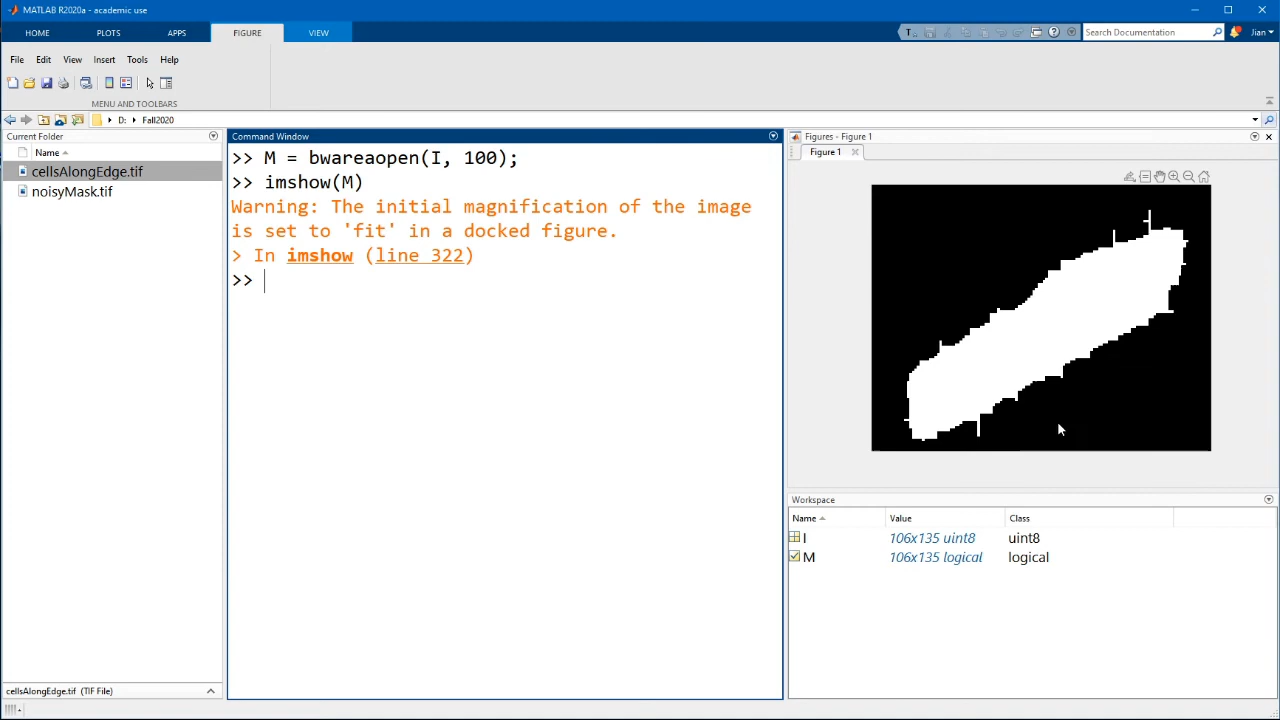 MATLAB R2020a - academic use
HOME PLOTS APPS FIGURE VIEW
Search Documentation Jian
File Edit View Insert Tools Help
MENU AND TOOLBARS
D: Fall2020
Current Folder
Name
cellsAlongEdge.tif
noisyMask.tif
cellsAlongEdge.tif (TIF File)
Command Window
>> M = bwareaopen(I, 100);
>> imshow(M)
Warning: The initial magnification of the image
is set to 'fit' in a docked figure.
> In imshow (line 322)
>>
Figures - Figure 1
Figure 1
Workspace
Name Value Class
I 106x135 uint8 uint8
M 106x135 logical logical